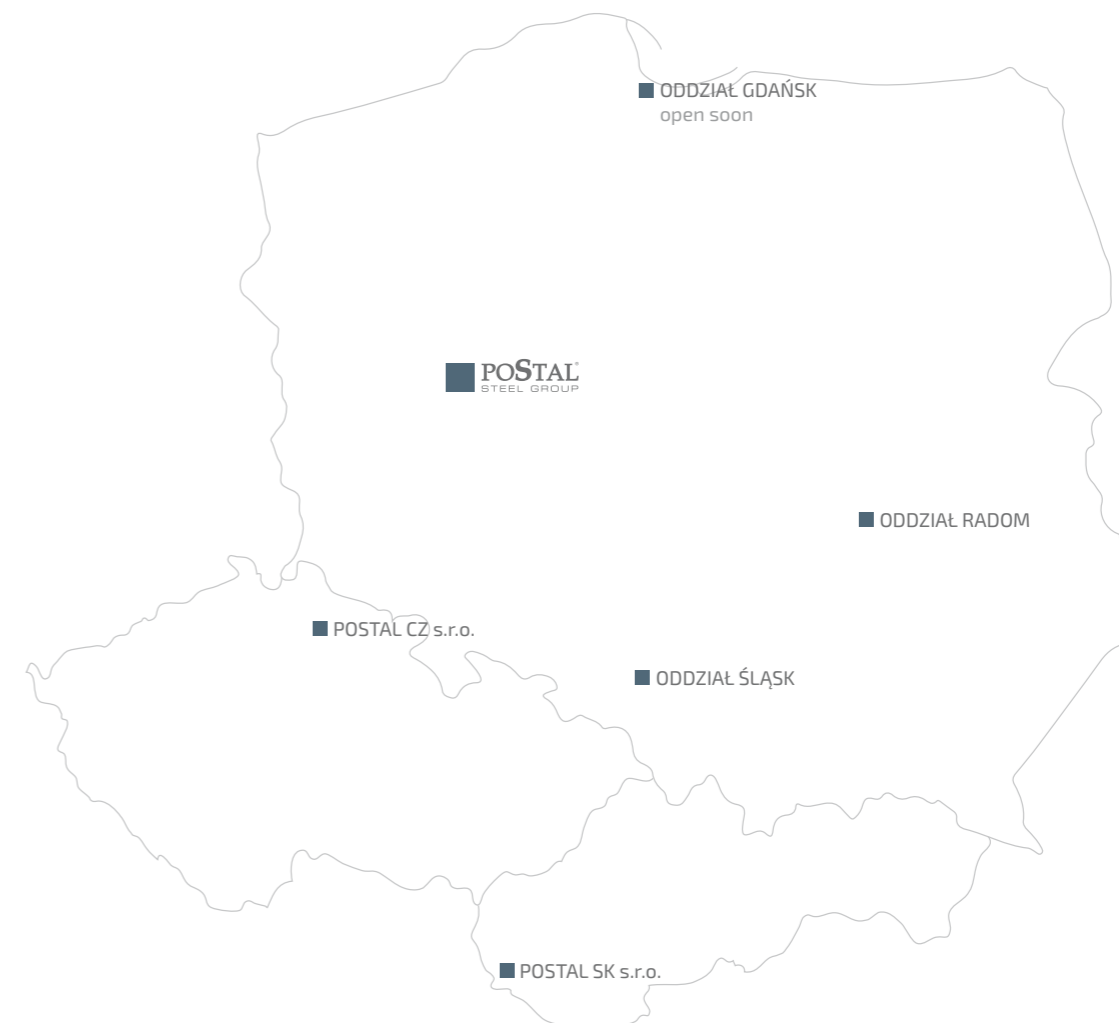 ODDZIAŁ GDAŃSK
open soon
POSTAL®
STEEL GROUP
ODDZIAŁ RADOM
POSTAL CZ s.r.o.
ODDZIAŁ ŚLĄSK
POSTAL SK s.r.o.